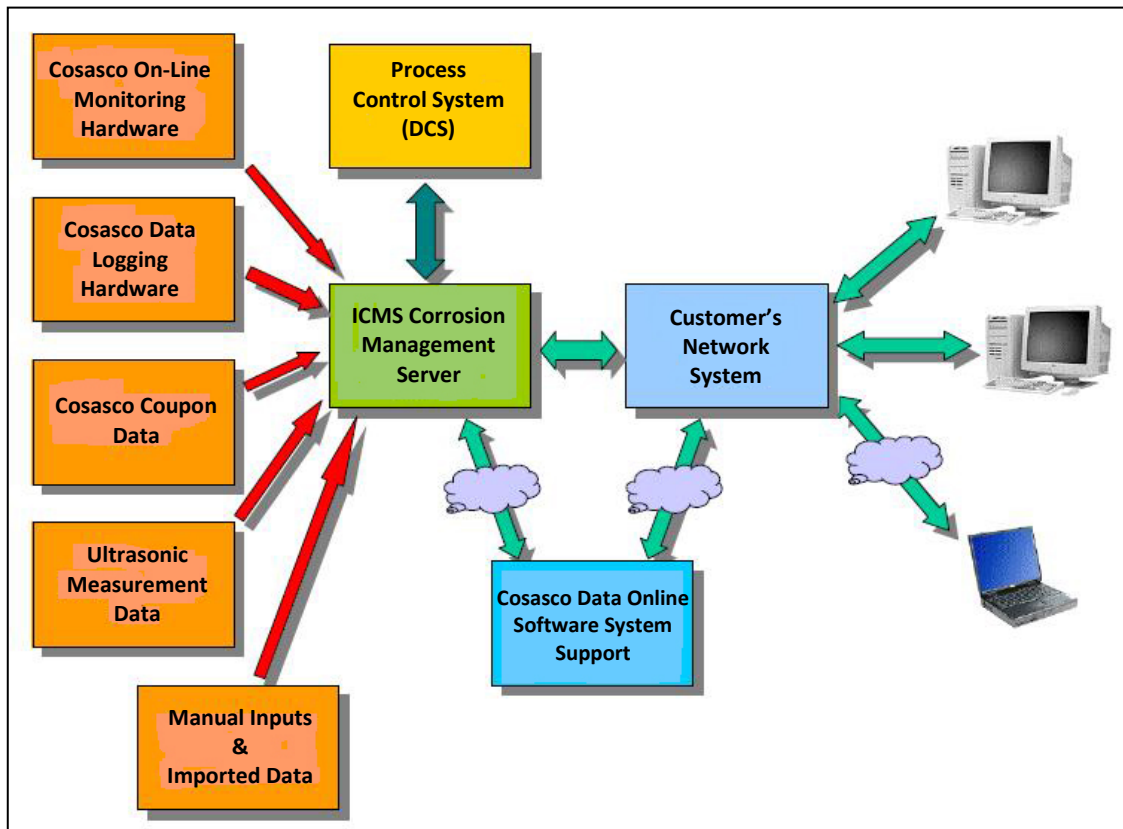 Cosasco On-Line
Monitoring
Hardware
Process
Control System
(DCS)
Cosasco Data
Logging
Hardware
ICMS Corrosion
Management
Server
Customer’s
Network
System
Cosasco Coupon
Data
Ultrasonic
Measurement
Data
Cosasco Data Online
Software System
Support
Manual Inputs
&
Imported Data